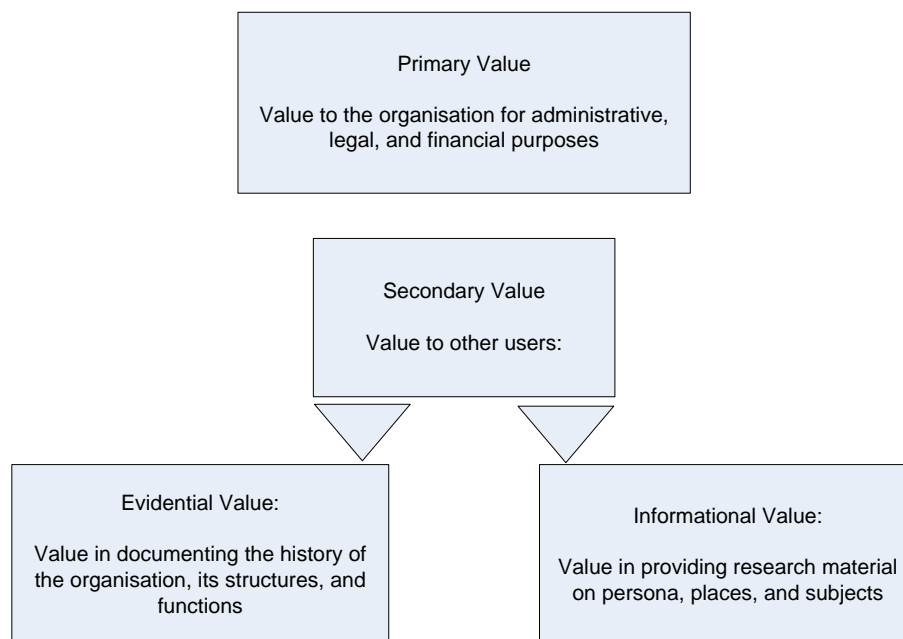 Primary Value
Value to the organisation for administrative,
legal, and financial purposes
Secondary Value
Value to other users:
Evidential Value:
Value in documenting the history of
the organisation, its structures, and
functions
Informational Value:
Value in providing research material
on persona, places, and subjects